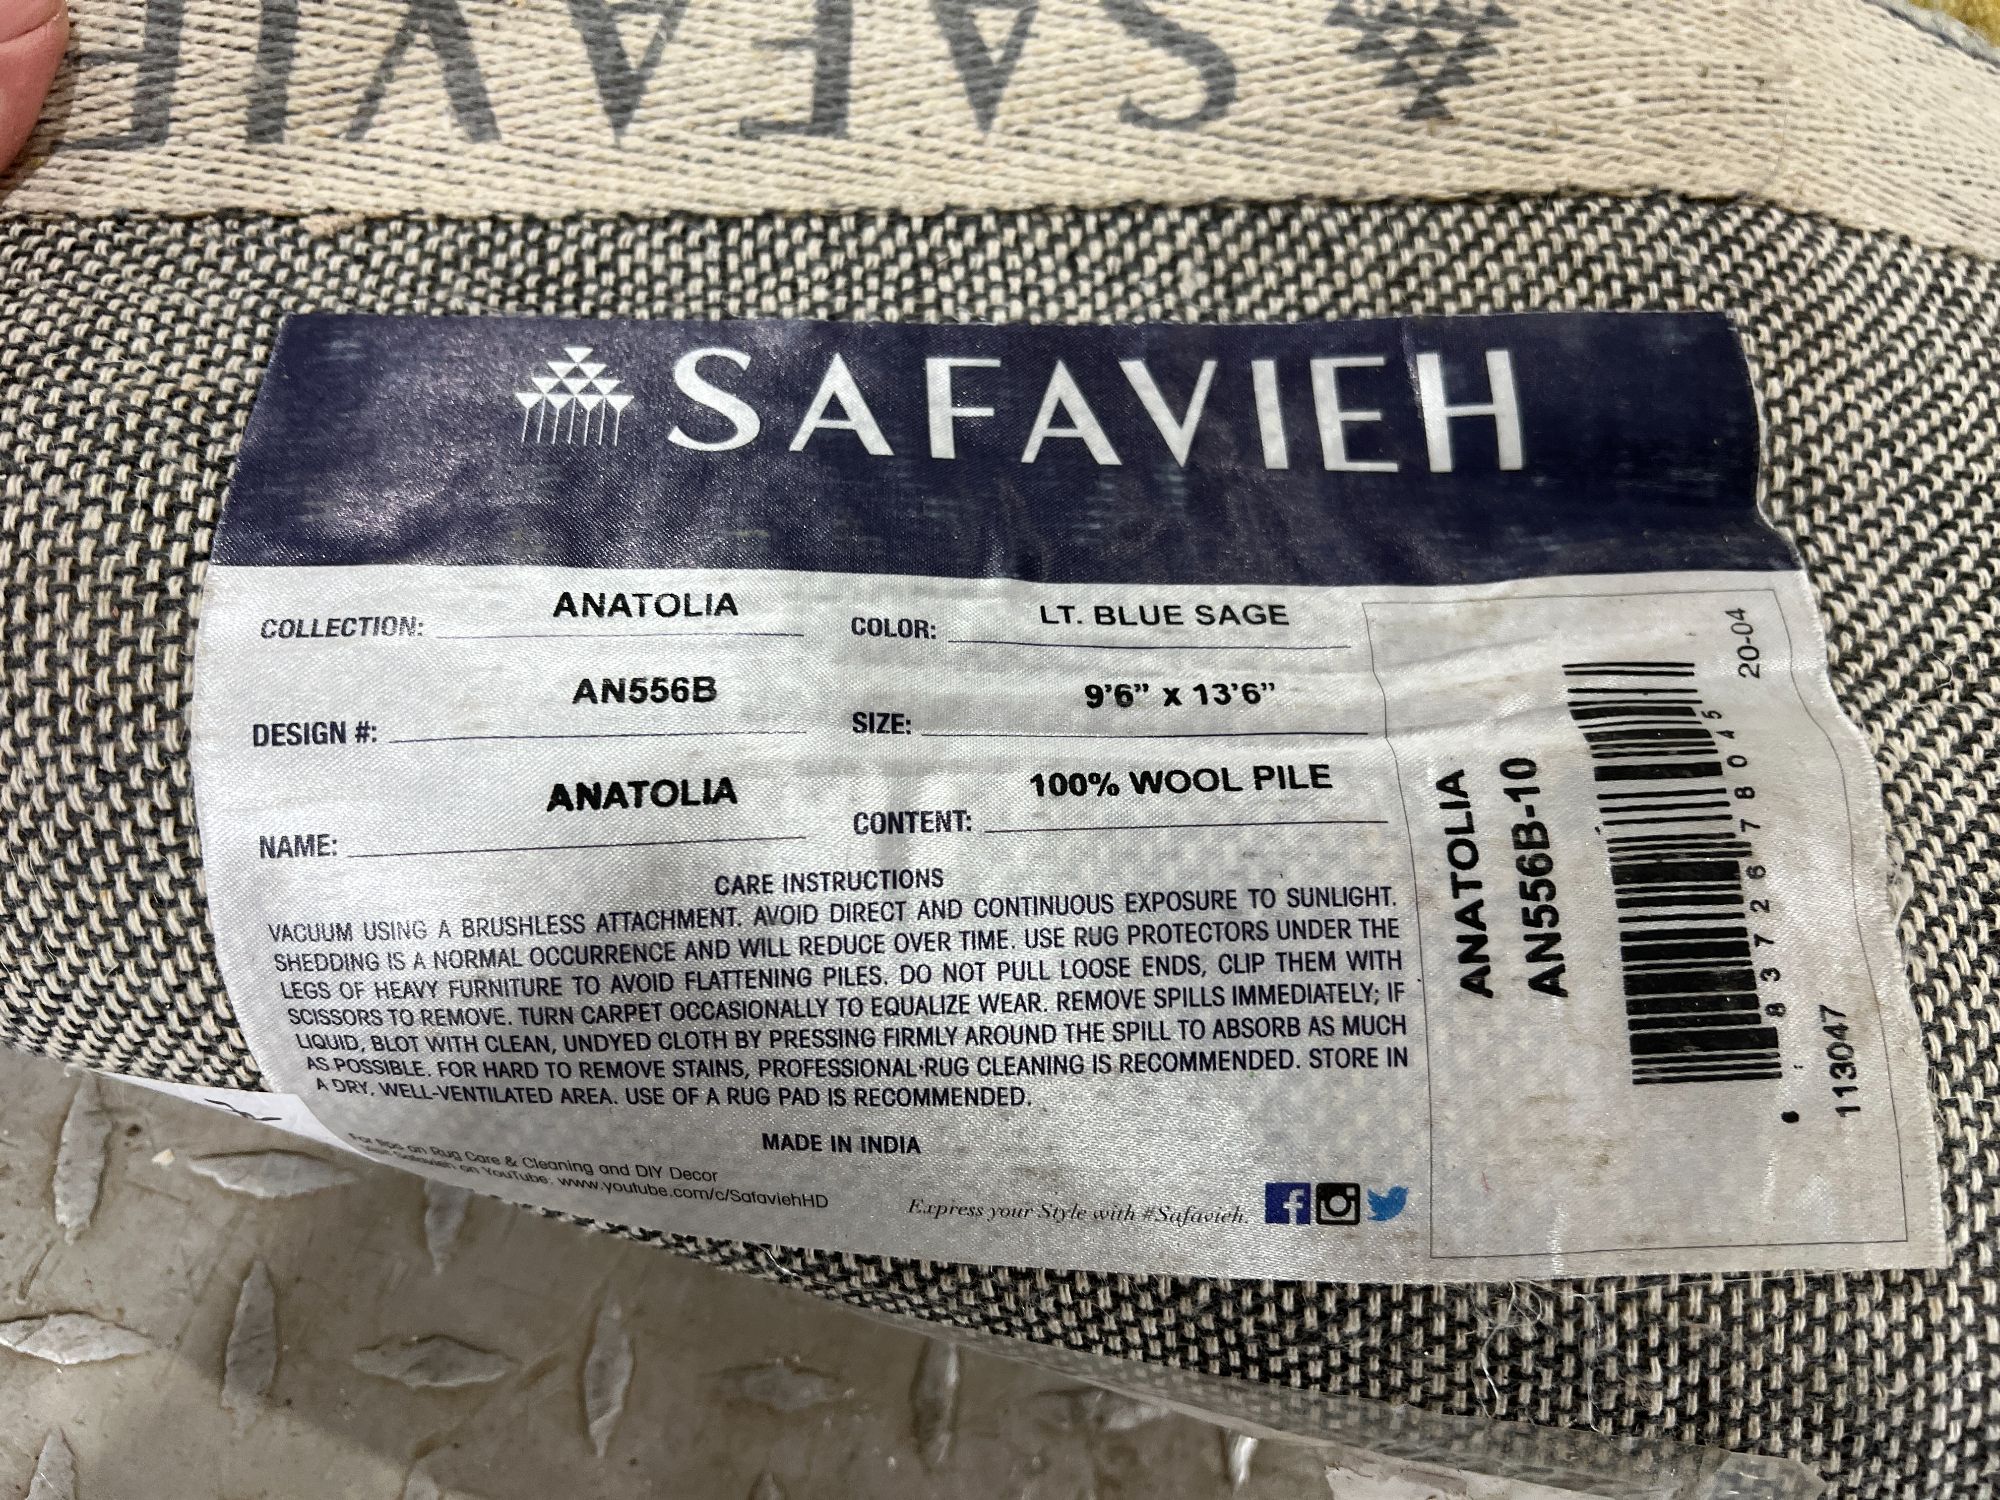 SAFAVIE
SAFAVIEH
COLLECTION: ANATOLIA
COLOR: LT. BLUE SAGE
DESIGN #: AN556B
SIZE: 9'6" x 13'6"
NAME: ANATOLIA
CONTENT: 100% WOOL PILE
CARE INSTRUCTIONS
VACUUM USING A BRUSHLESS ATTACHMENT. AVOID DIRECT AND CONTINUOUS EXPOSURE TO SUNLIGHT.
SHEDDING IS A NORMAL OCCURRENCE AND WILL REDUCE OVER TIME. USE RUG PROTECTORS UNDER THE
LEGS OF HEAVY FURNITURE TO AVOID FLATTENING PILES. DO NOT PULL LOOSE ENDS, CLIP THEM WITH
SCISSORS TO REMOVE. TURN CARPET OCCASIONALLY TO EQUALIZE WEAR. REMOVE SPILLS IMMEDIATELY; IF
LIQUID, BLOT WITH CLEAN, UNDYED CLOTH BY PRESSING FIRMLY AROUND THE SPILL TO ABSORB AS MUCH
AS POSSIBLE. FOR HARD TO REMOVE STAINS, PROFESSIONAL RUG CLEANING IS RECOMMENDED. STORE IN
A DRY, WELL-VENTILATED AREA. USE OF A RUG PAD IS RECOMMENDED.
MADE IN INDIA
For tips on Rug Care & Cleaning and DIY Decor
visit Safavieh on YouTube: www.youtube.com/c/SafaviehHD
Express your Style with #Safavieh.
ANATOLIA
AN556B-10
8 3 7 2 6 7 8 0 4 5
20-04
113047